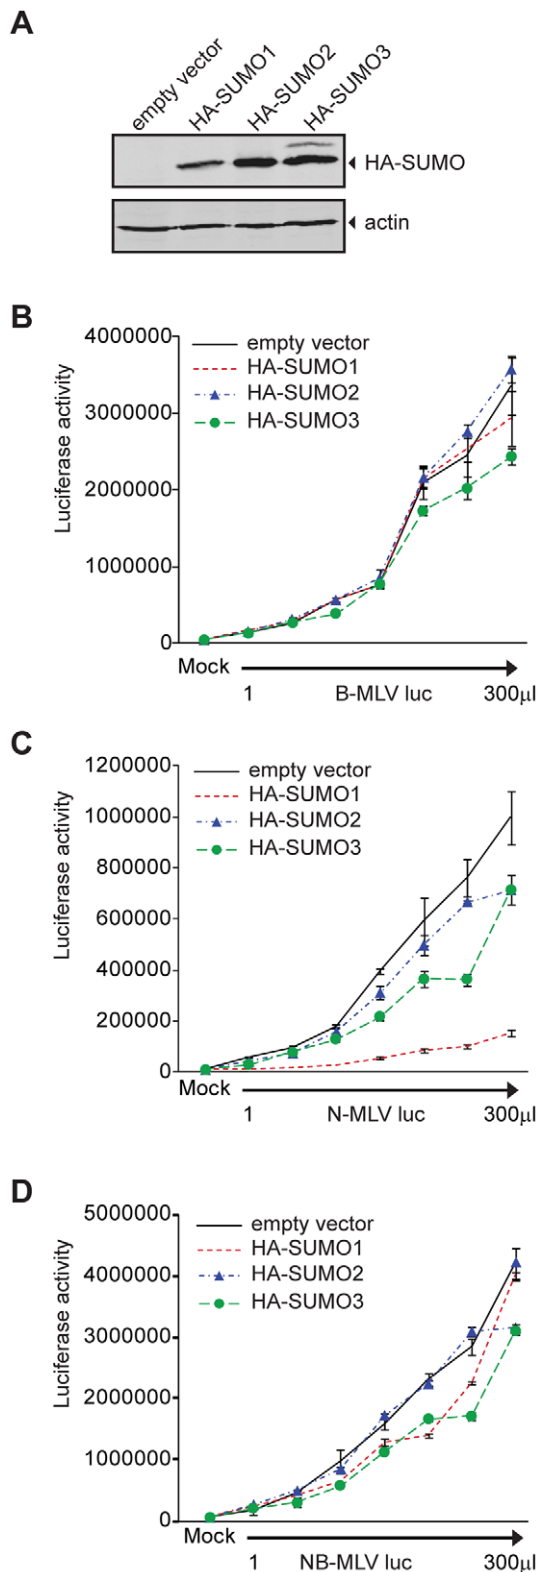 A
empty vector
HA-SUMO1
HA-SUMO2
HA-SUMO3
HA-SUMO
actin
B
4000000
3000000
2000000
1000000
0
Luciferase activity
empty vector
HA-SUMO1
HA-SUMO2
HA-SUMO3
Mock
1
B-MLV luc
300µl
C
1200000
1000000
800000
600000
400000
200000
0
Luciferase activity
empty vector
HA-SUMO1
HA-SUMO2
HA-SUMO3
Mock
1
N-MLV luc
300µl
D
5000000
4000000
3000000
2000000
1000000
0
Luciferase activity
empty vector
HA-SUMO1
HA-SUMO2
HA-SUMO3
Mock
1
NB-MLV luc
300µl